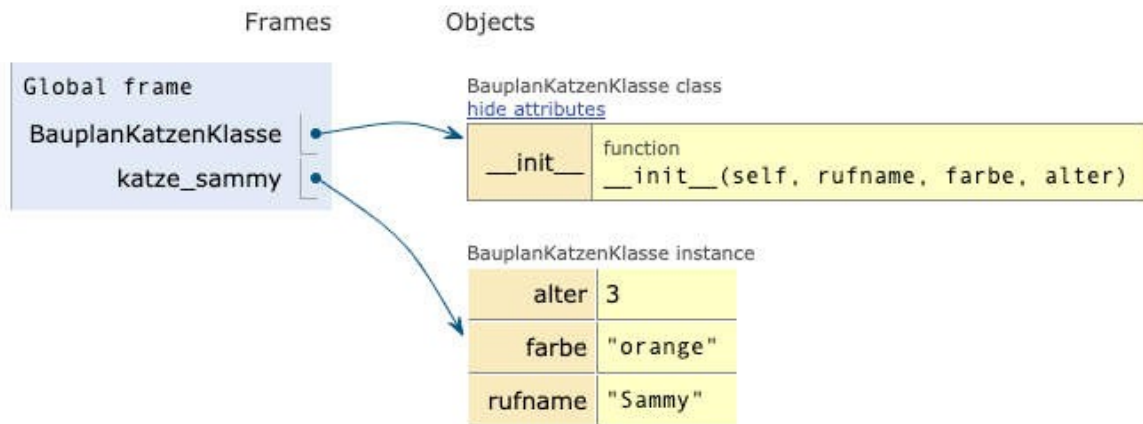 Frames Objects
Global frame
BauplanKatzenKlasse
katze_sammy
BauplanKatzenKlasse class
hide attributes
__init__ function
__init__(self, rufname, farbe, alter)
BauplanKatzenKlasse instance
alter 3
farbe "orange"
rufname "Sammy"